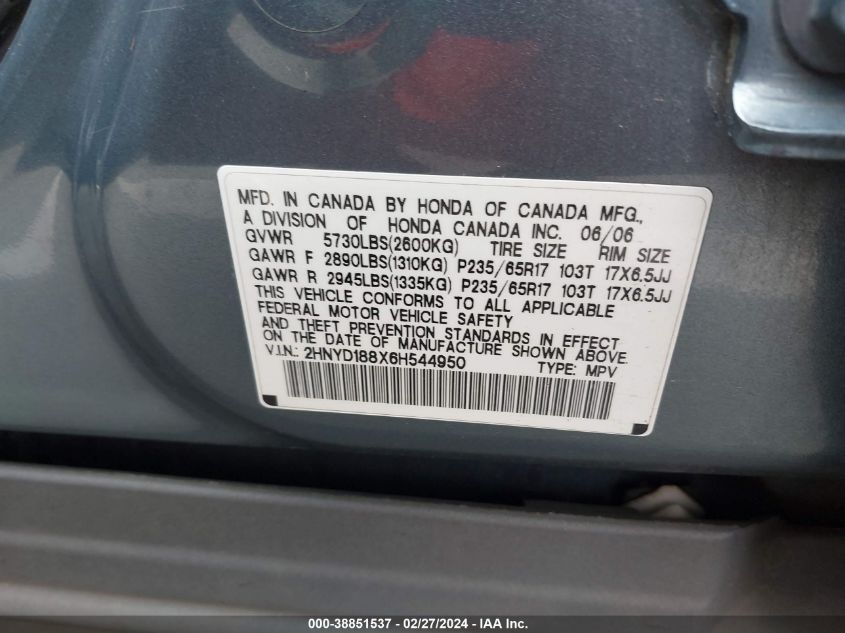 MFD. IN CANADA BY HONDA OF CANADA MFG.,
A DIVISION OF HONDA CANADA INC. 06/06
GVWR 5730LBS(2600KG) TIRE SIZE RIM SIZE
GAWR F 2890LBS(1310KG) P235/65R17 103T 17X6.5JJ
GAWR R 2945LBS(1335KG) P235/65R17 103T 17X6.5JJ
THIS VEHICLE CONFORMS TO ALL APPLICABLE
FEDERAL MOTOR VEHICLE SAFETY
AND THEFT PREVENTION STANDARDS IN EFFECT
ON THE DATE OF MANUFACTURE SHOWN ABOVE.
V.I.N.: 2HNYD188X6H544950 TYPE: MPV
000-38851537 - 02/27/2024 - Copyright © IAA, Inc.